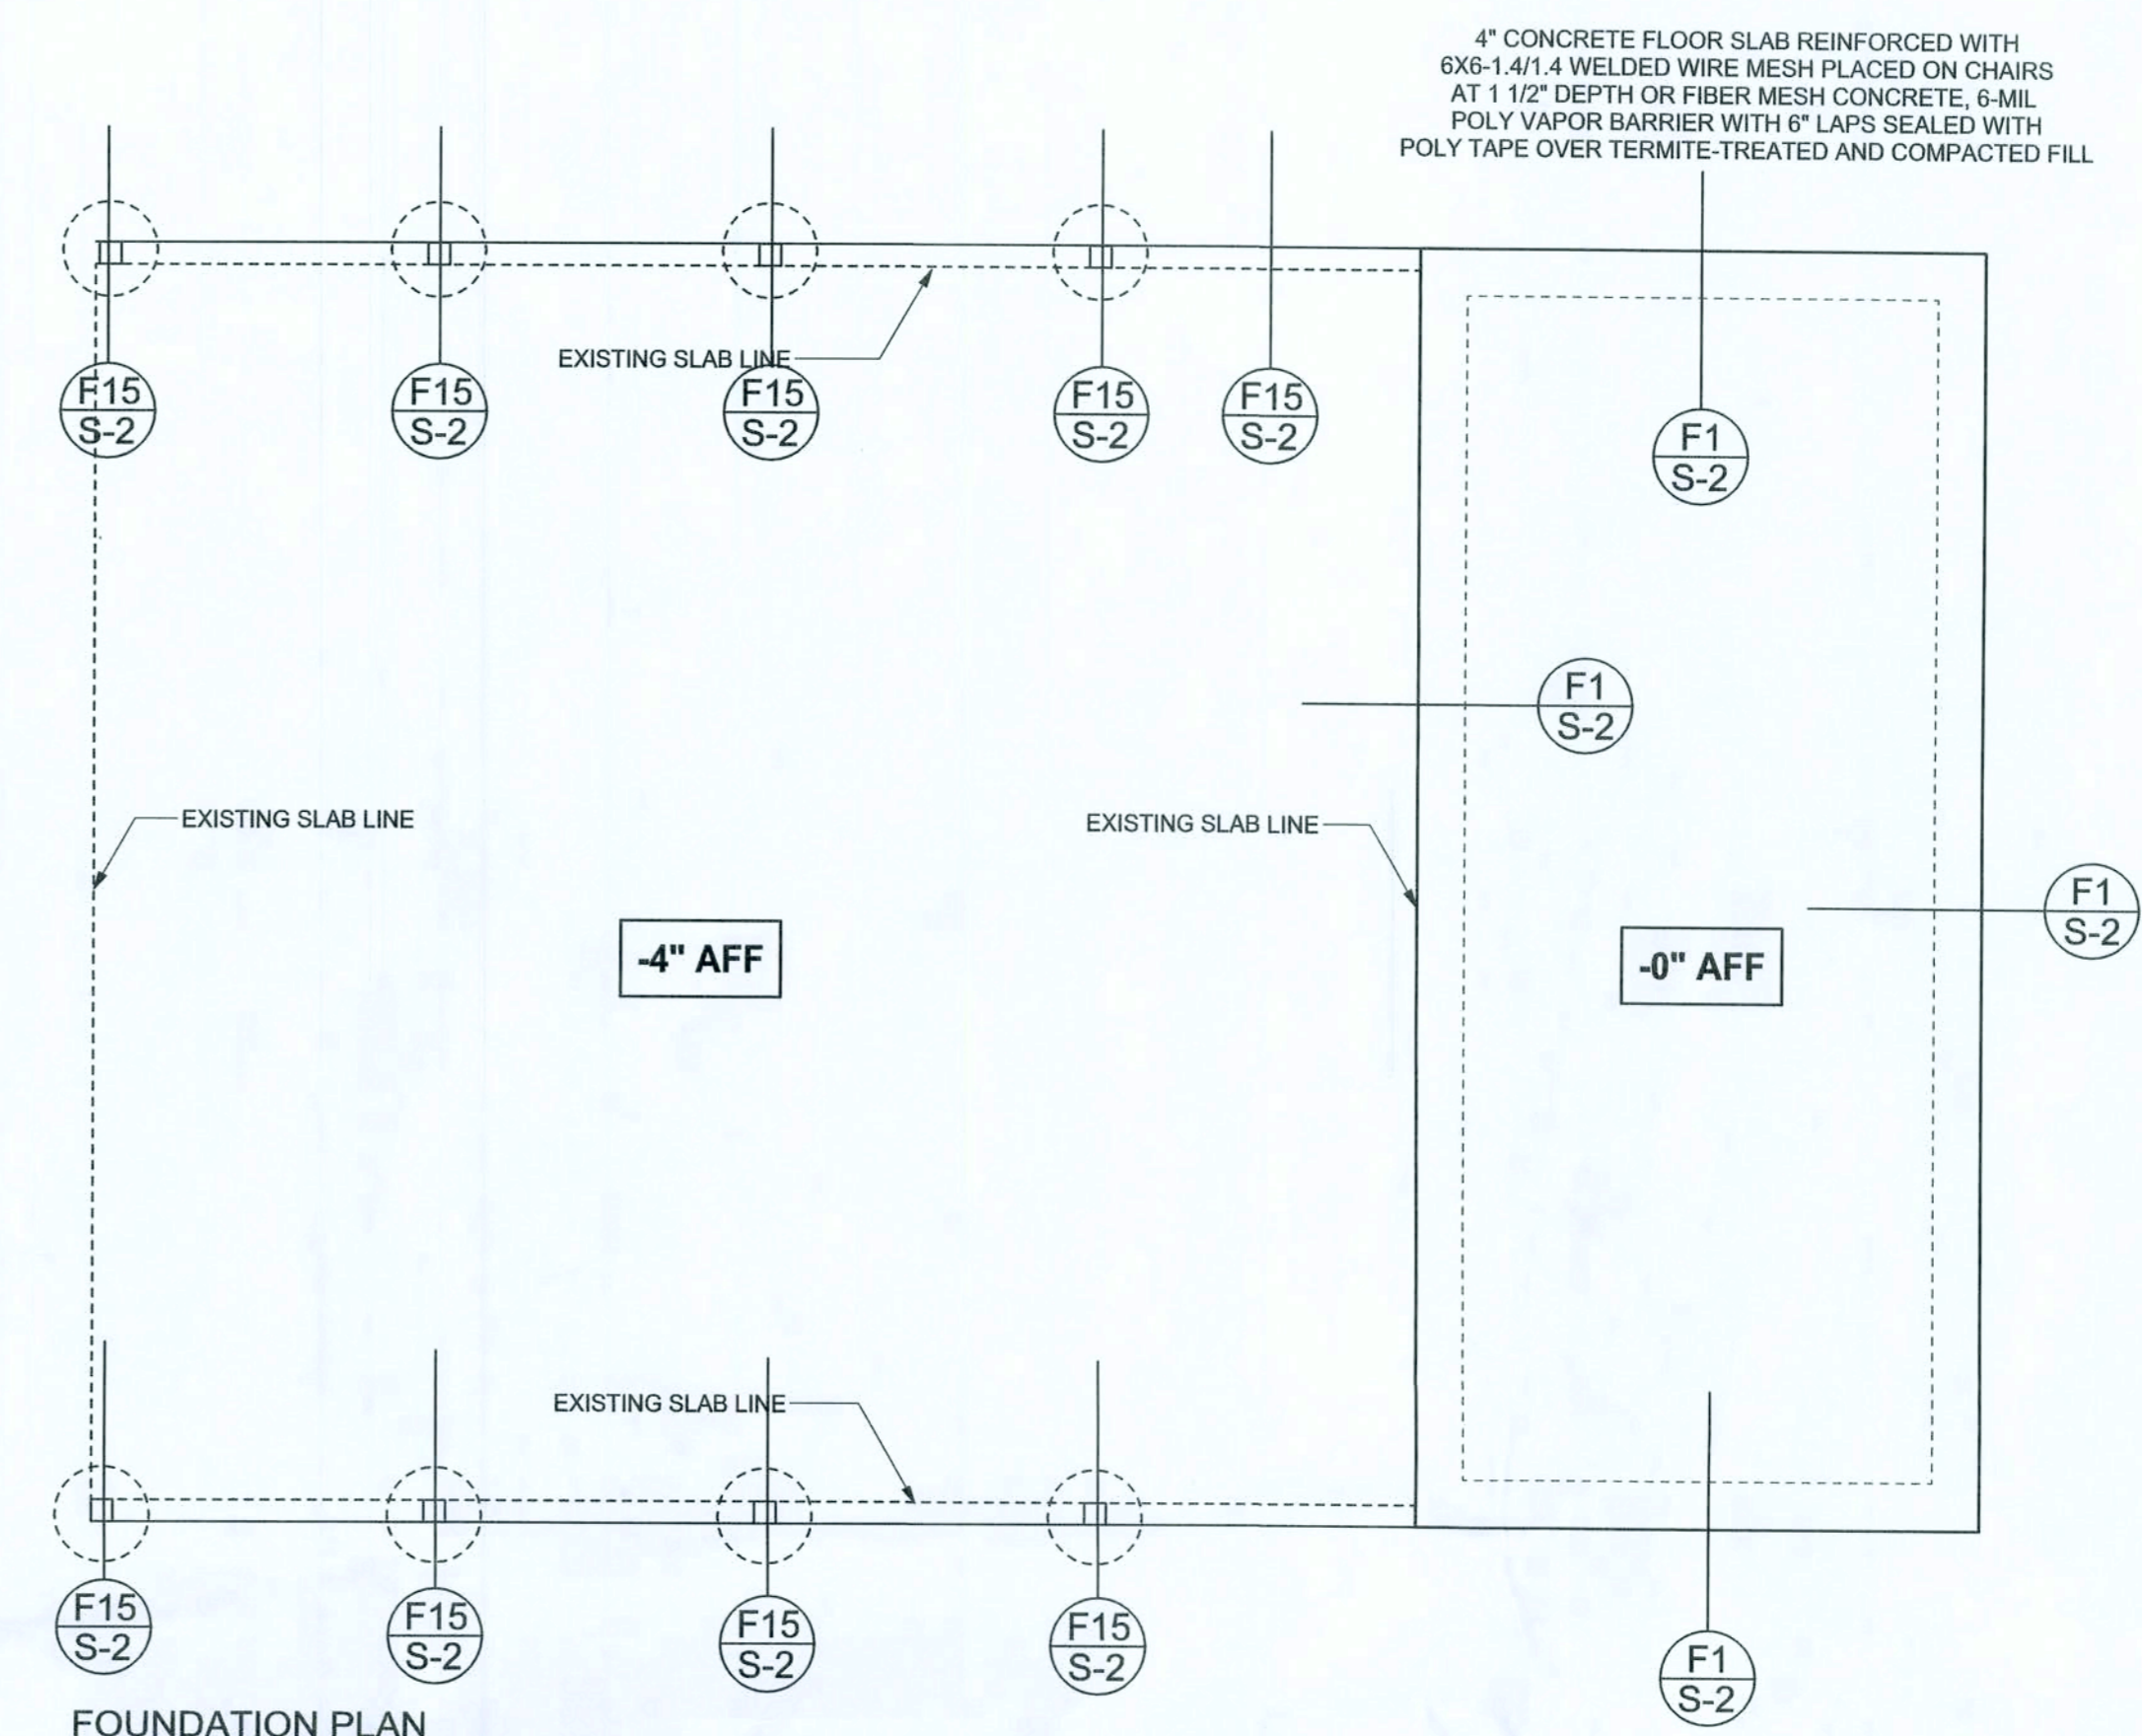 4" CONCRETE FLOOR SLAB REINFORCED WITH
6X6-1.4/1.4 WELDED WIRE MESH PLACED ON CHAIRS
AT 1 1/2" DEPTH OR FIBER MESH CONCRETE, 6-MIL
POLY VAPOR BARRIER WITH 6" LAPS SEALED WITH
POLY TAPE OVER TERMITE-TREATED AND COMPACTED FILL
EXISTING SLAB LINE
F15
S-2
F15
S-2
F15
S-2
F15
S-2
F15
S-2
F1
S-2
F1
S-2
EXISTING SLAB LINE
EXISTING SLAB LINE
F1
S-2
-4" AFF
-0" AFF
EXISTING SLAB LINE
F15
S-2
F15
S-2
F15
S-2
F15
S-2
F1
S-2
FOUNDATION PLAN